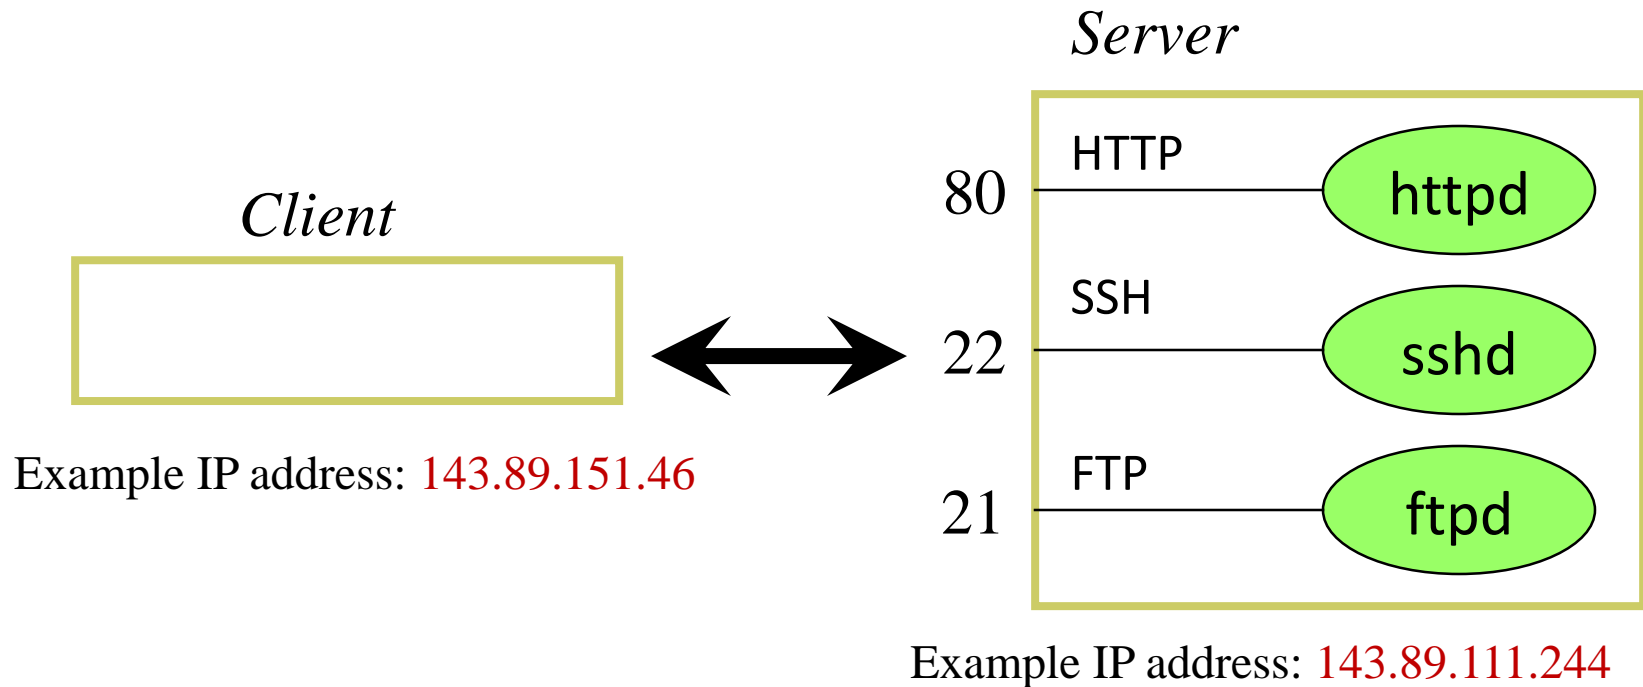 Server
Client
80
HTTP
httpd
22
SSH
sshd
21
FTP
ftpd
Example IP address: 143.89.151.46
Example IP address: 143.89.111.244